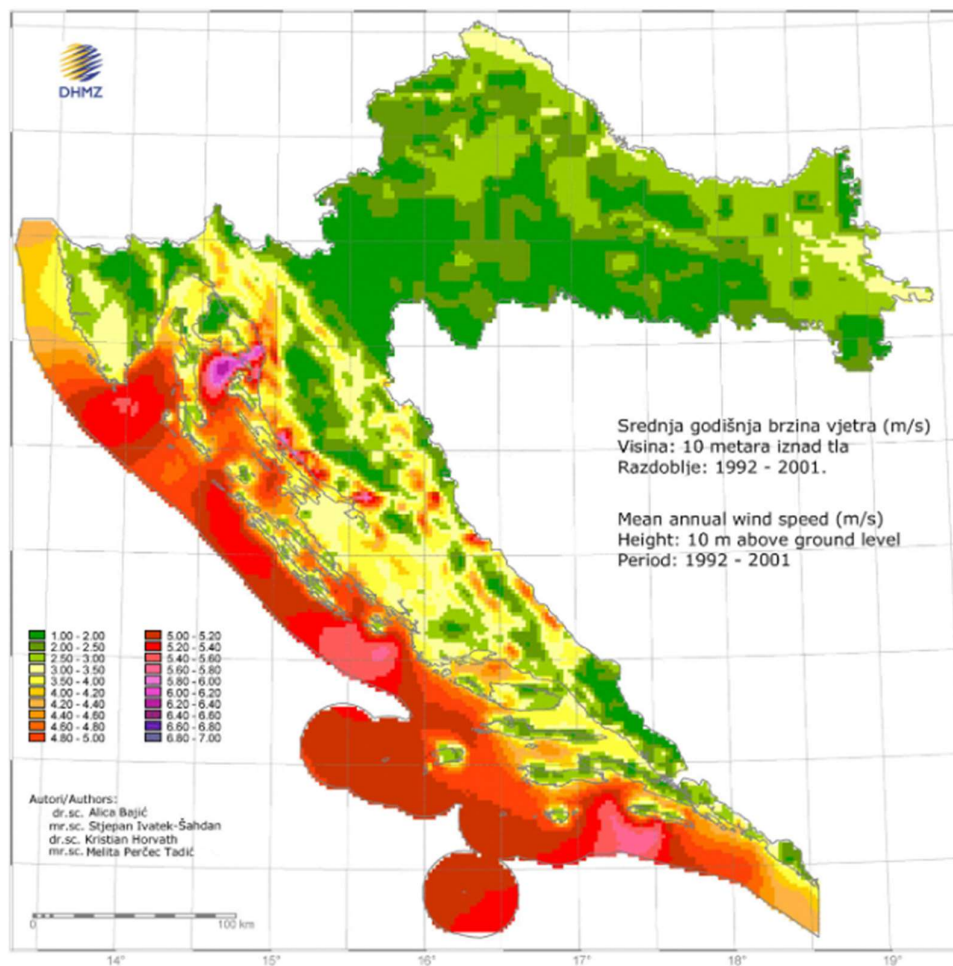 DHMZ
Srednja godišnja brzina vjetra (m/s)
Visina: 10 metara iznad tla
Razdoblje: 1992 - 2001.
Mean annual wind speed (m/s)
Height: 10 m above ground level
Period: 1992 - 2001
1.00 - 2.00
2.00 - 2.50
2.50 - 3.00
3.00 - 3.50
3.50 - 4.00
4.00 - 4.20
4.20 - 4.40
4.40 - 4.60
4.60 - 4.80
4.80 - 5.00
5.00 - 5.20
5.20 - 5.40
5.40 - 5.60
5.60 - 5.80
5.80 - 6.00
6.00 - 6.20
6.20 - 6.40
6.40 - 6.60
6.60 - 6.80
6.80 - 7.00
Autori/Authors:
dr.sc. Alica Bajić
mr.sc. Stjepan Ivatek-Šahdan
dr.sc. Kristian Horvath
mr.sc. Melita Perčec Tadić
0 100 km
14° 15° 16° 17° 18° 19°